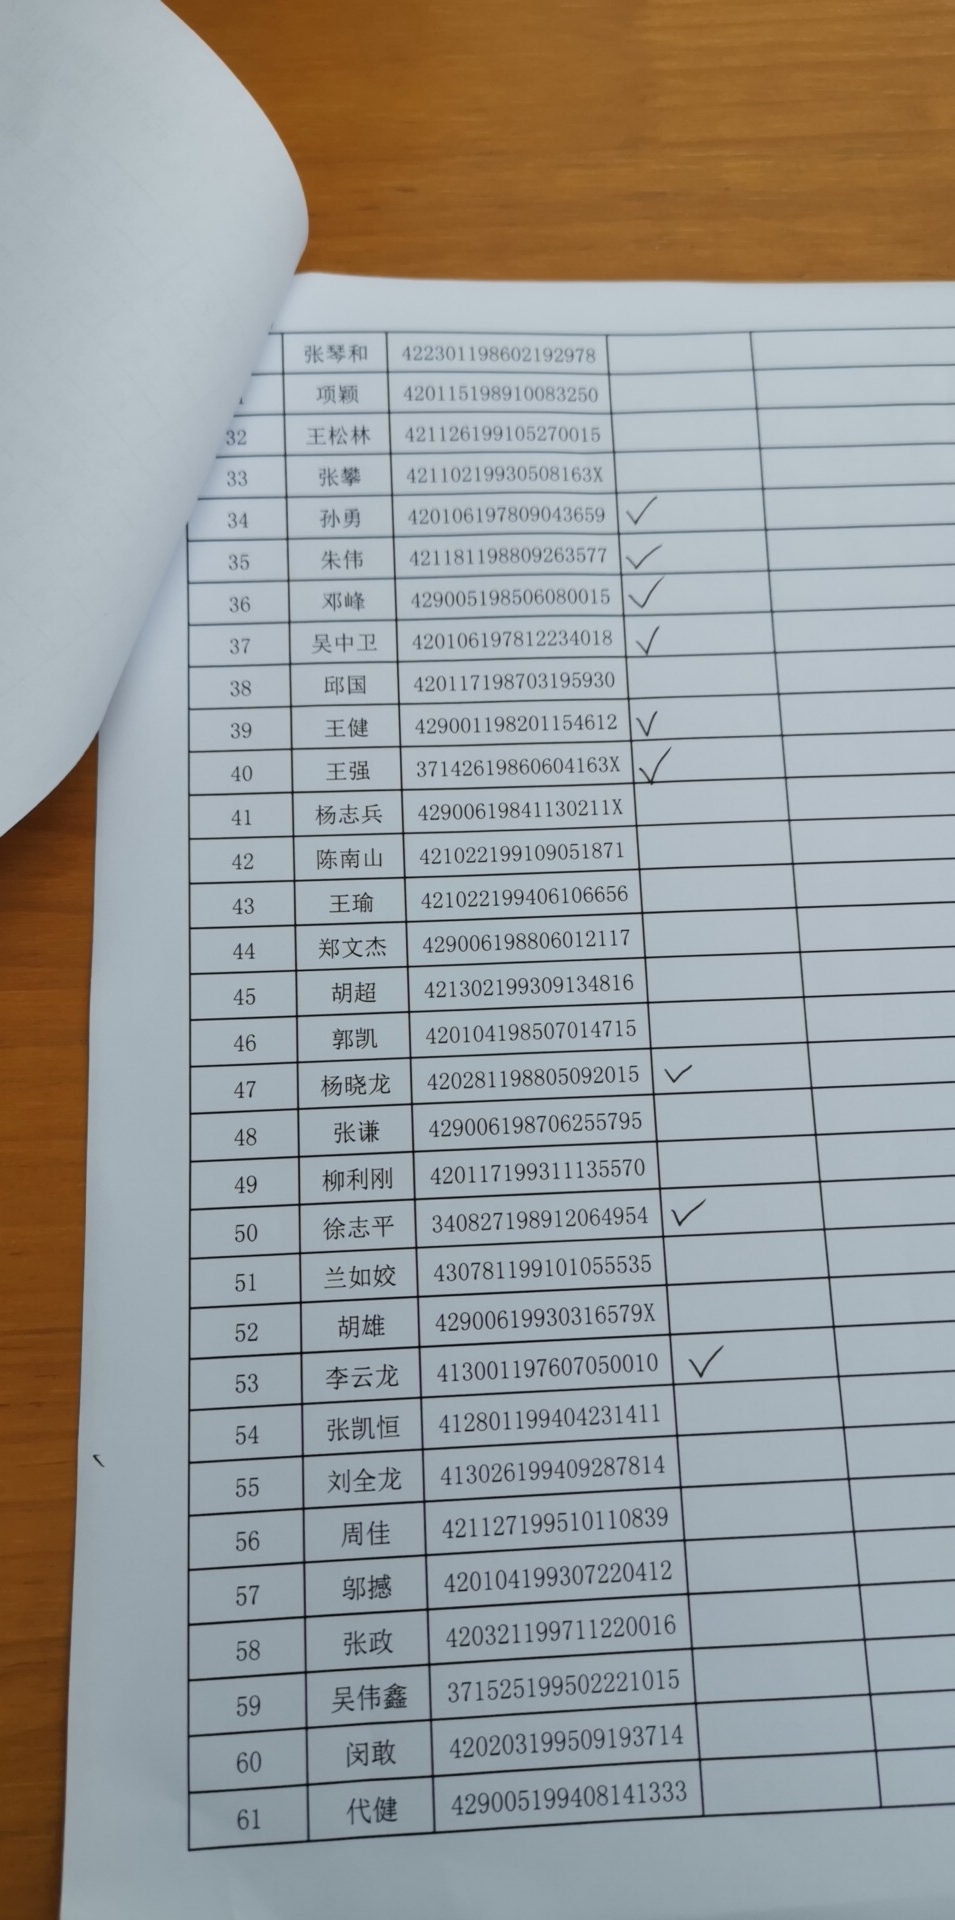 张琴和 422301198602192978
项颖 420115198910083250
32 王松林 421126199105270015
33 张攀 42110219930508163X
34 孙勇 420106197809043659 ✓
35 朱伟 421181198809263577 ✓
36 邓峰 429005198506080015 ✓
37 吴中卫 420106197812234018 ✓
38 邱国 420117198703195930
39 王健 429001198201154612 ✓
40 王强 37142619860604163X ✓
41 杨志兵 42900619841130211X
42 陈南山 421022199109051871
43 王瑜 421022199406106656
44 郑文杰 429006198806012117
45 胡超 421302199309134816
46 郭凯 420104198507014715
47 杨晓龙 420281198805092015 ✓
48 张谦 429006198706255795
49 柳利刚 420117199311135570
50 徐志平 340827198912064954 ✓
51 兰如姣 430781199101055535
52 胡雄 42900619930316579X
53 李云龙 413001197607050010 ✓
54 张凯恒 412801199404231411
55 刘全龙 413026199409287814
56 周佳 421127199510110839
57 邬撼 420104199307220412
58 张政 420321199711220016
59 吴伟鑫 371525199502221015
60 闵敢 420203199509193714
61 代健 429005199408141333